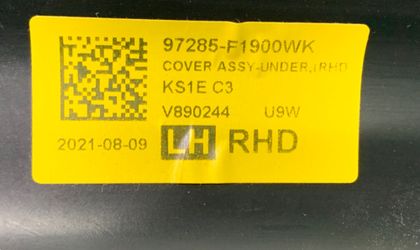 97285-F1900WK
COVER ASSY-UNDER,(RHD
KS1E C3
V890244 U9W
2021-08-09 LH RHD